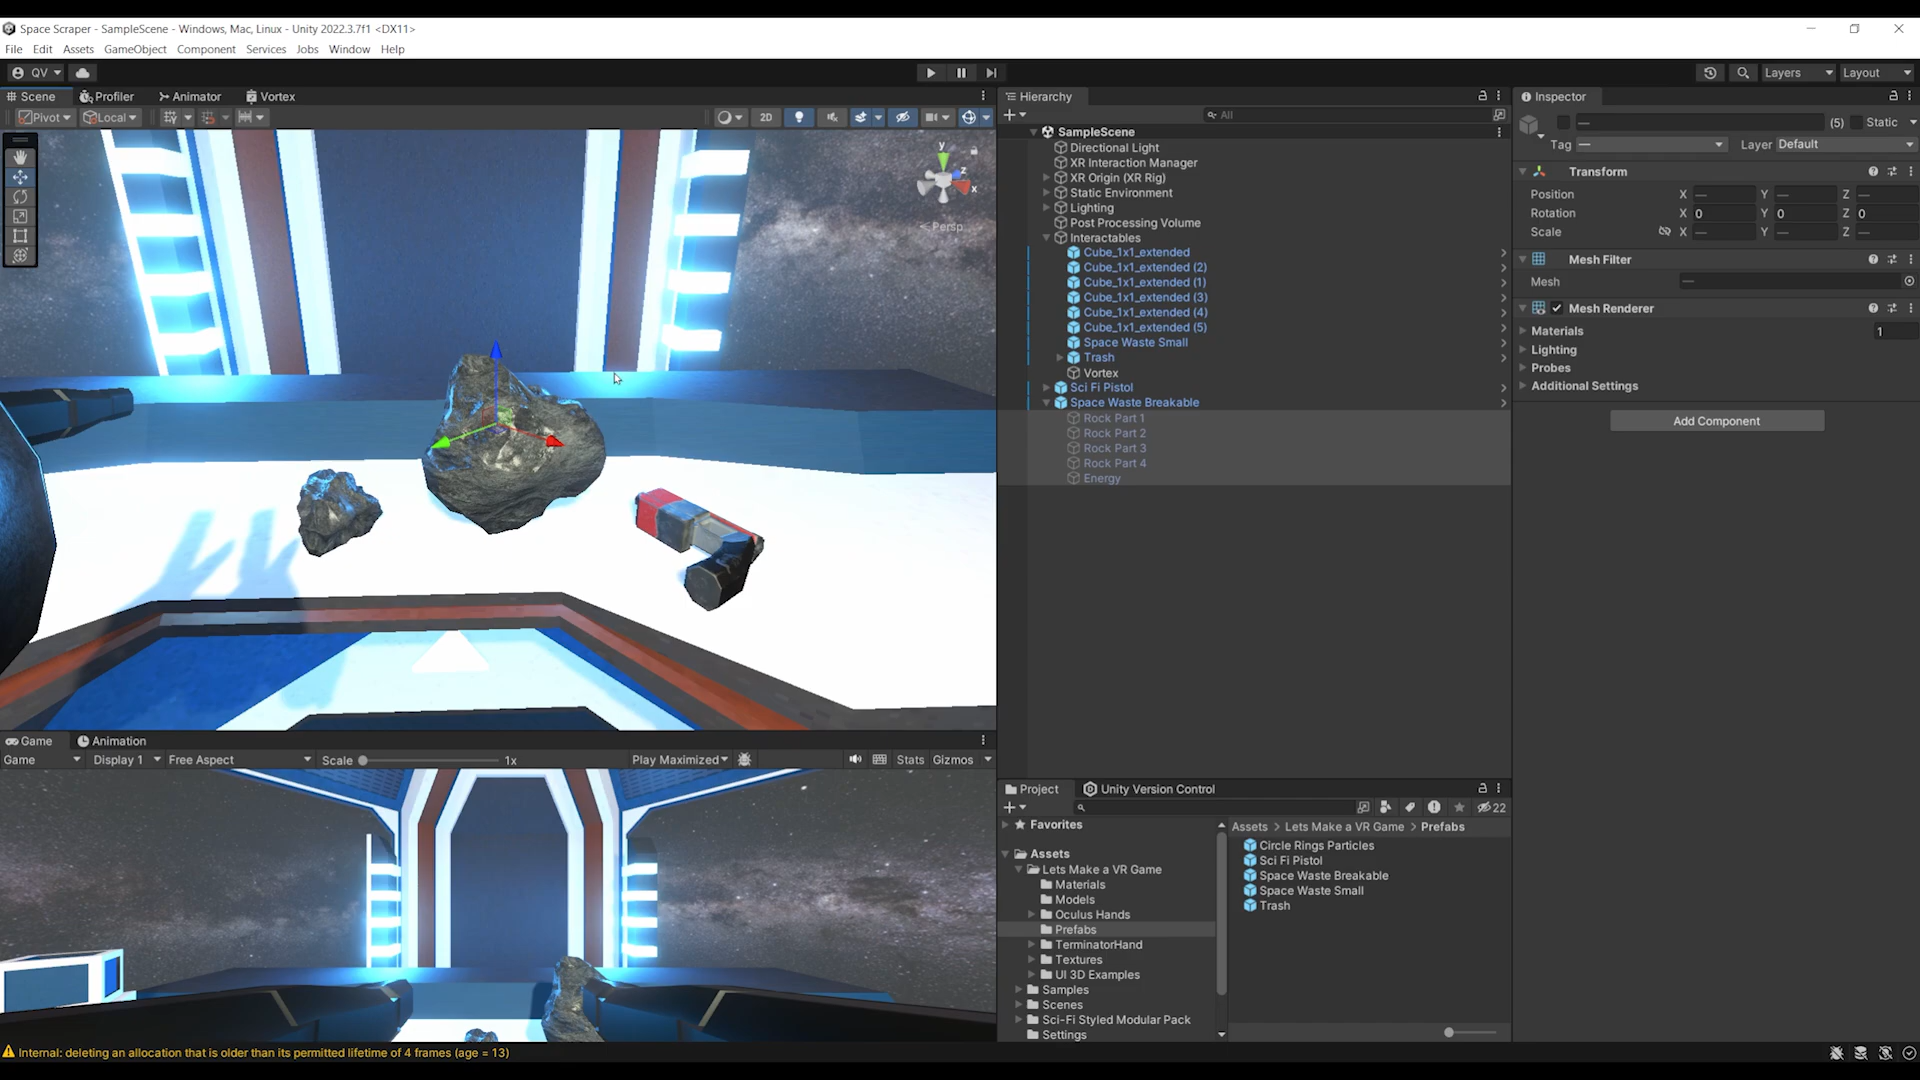 Space Scraper - SampleScene - Windows, Mac, Linux - Unity 2022.3.7f1 <DX11>
File Edit Assets GameObject Component Services Jobs Window Help
QV Layers Layout
Scene Profiler Animator Vortex
Pivot Local 2D
y
z
x
Persp
Hierarchy
All
SampleScene
Directional Light
XR Interaction Manager
XR Origin (XR Rig)
Static Environment
Lighting
Post Processing Volume
Interactables
Cube_1x1_extended
Cube_1x1_extended (2)
Cube_1x1_extended (1)
Cube_1x1_extended (3)
Cube_1x1_extended (4)
Cube_1x1_extended (5)
Space Waste Small
Trash
Vortex
Sci Fi Pistol
Space Waste Breakable
Rock Part 1
Rock Part 2
Rock Part 3
Rock Part 4
Energy
Inspector
— (5) Static
Tag — Layer Default
Transform
Position X — Y — Z —
Rotation X 0 Y 0 Z 0
Scale X — Y — Z —
Mesh Filter
Mesh —
Mesh Renderer
Materials 1
Lighting
Probes
Additional Settings
Add Component
Game Animation
Game Display 1 Free Aspect Scale 1x Play Maximized Stats Gizmos
Project Unity Version Control
22
Favorites
Assets
Lets Make a VR Game
Materials
Models
Oculus Hands
Prefabs
TerminatorHand
Textures
UI 3D Examples
Samples
Scenes
Sci-Fi Styled Modular Pack
Settings
Assets > Lets Make a VR Game > Prefabs
Circle Rings Particles
Sci Fi Pistol
Space Waste Breakable
Space Waste Small
Trash
Internal: deleting an allocation that is older than its permitted lifetime of 4 frames (age = 13)